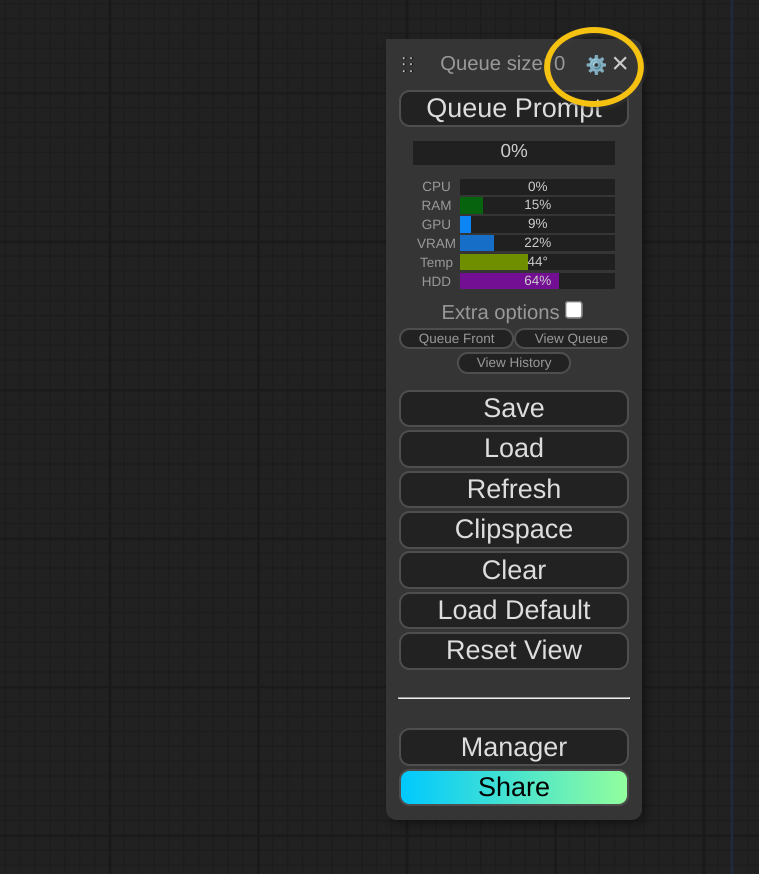 Queue size: 0 ⚙️ ✕
Queue Prompt
0%
CPU 0%
RAM 15%
GPU 9%
VRAM 22%
Temp 44°
HDD 64%
Extra options
Queue Front View Queue
View History
Save
Load
Refresh
Clipspace
Clear
Load Default
Reset View
Manager
Share